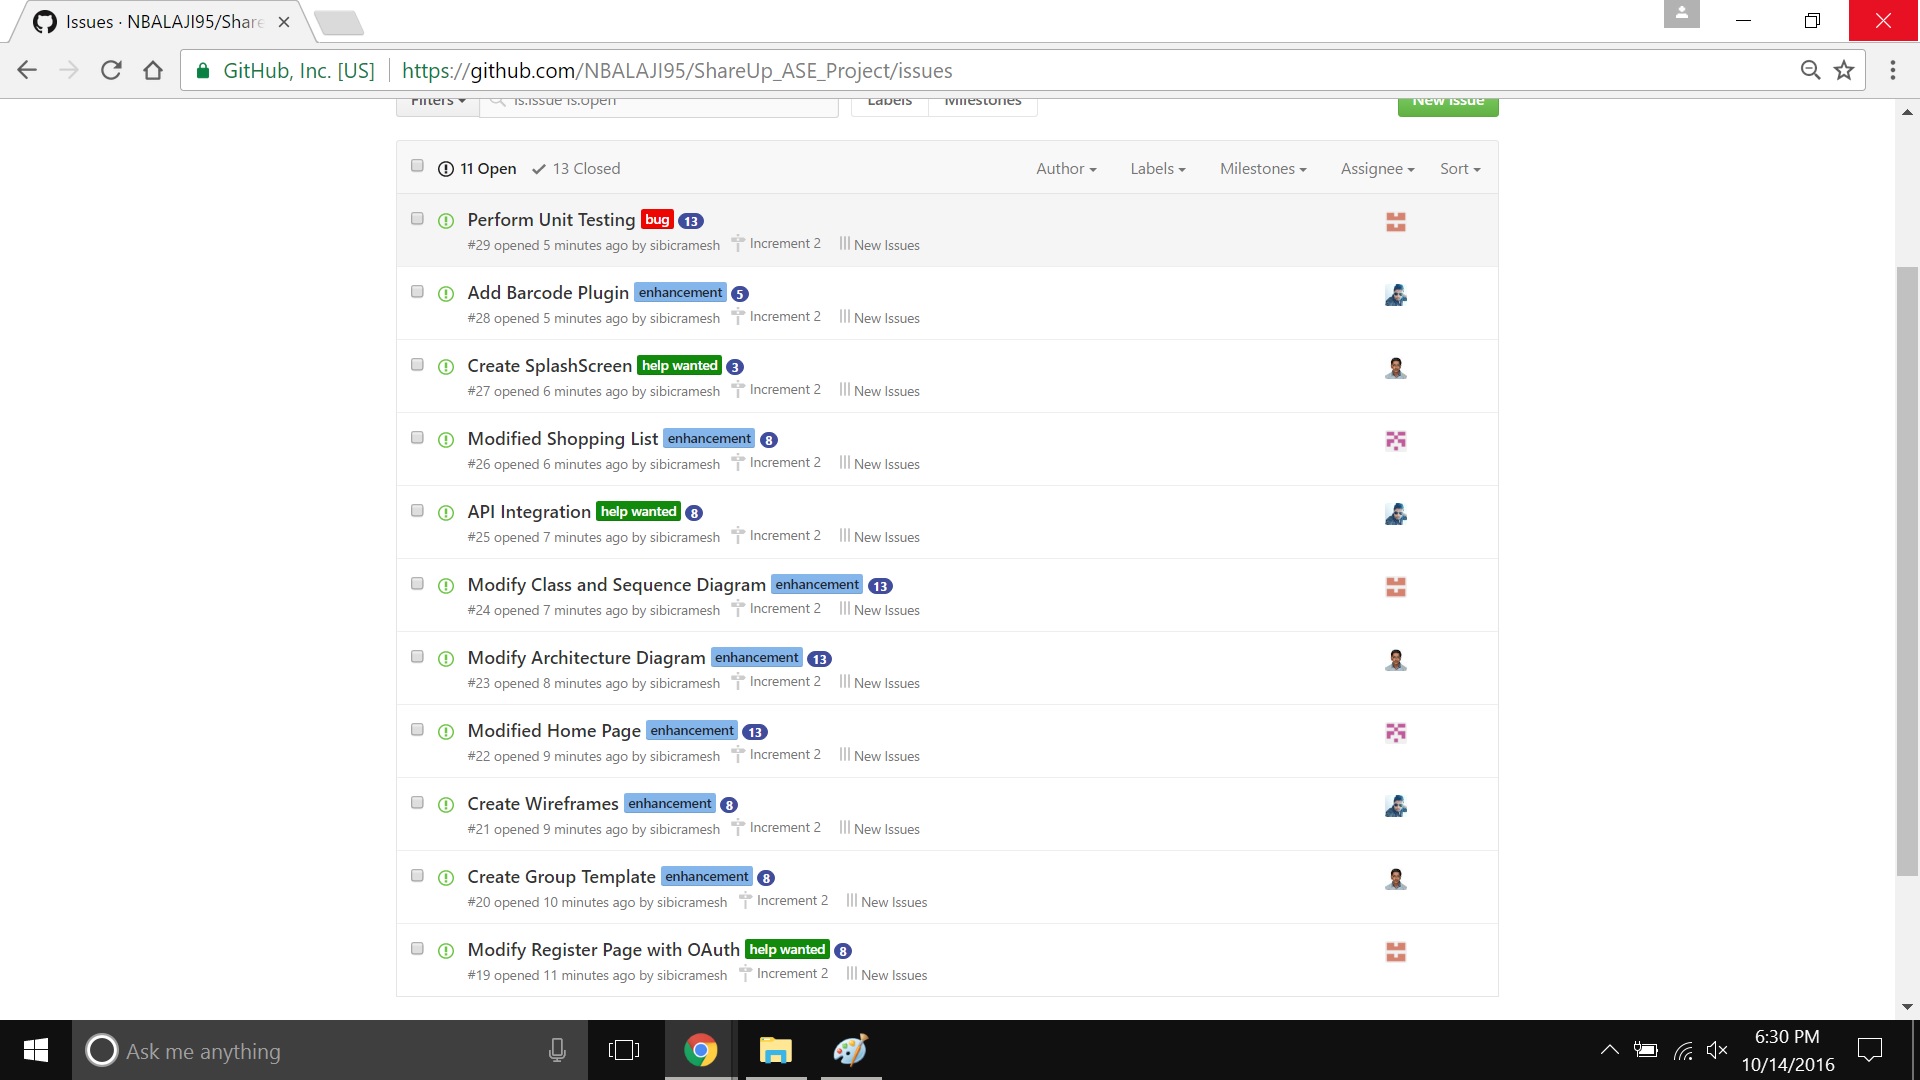 Issues · NBALAJI95/Share
GitHub, Inc. [US] https://github.com/NBALAJI95/ShareUp_ASE_Project/issues
Filters is:issue is:open Labels Milestones New issue
11 Open 13 Closed Author Labels Milestones Assignee Sort
Perform Unit Testing bug 13
#29 opened 5 minutes ago by sibicramesh Increment 2 New Issues
Add Barcode Plugin enhancement 5
#28 opened 5 minutes ago by sibicramesh Increment 2 New Issues
Create SplashScreen help wanted 3
#27 opened 6 minutes ago by sibicramesh Increment 2 New Issues
Modified Shopping List enhancement 8
#26 opened 6 minutes ago by sibicramesh Increment 2 New Issues
API Integration help wanted 8
#25 opened 7 minutes ago by sibicramesh Increment 2 New Issues
Modify Class and Sequence Diagram enhancement 13
#24 opened 7 minutes ago by sibicramesh Increment 2 New Issues
Modify Architecture Diagram enhancement 13
#23 opened 8 minutes ago by sibicramesh Increment 2 New Issues
Modified Home Page enhancement 13
#22 opened 9 minutes ago by sibicramesh Increment 2 New Issues
Create Wireframes enhancement 8
#21 opened 9 minutes ago by sibicramesh Increment 2 New Issues
Create Group Template enhancement 8
#20 opened 10 minutes ago by sibicramesh Increment 2 New Issues
Modify Register Page with OAuth help wanted 8
#19 opened 11 minutes ago by sibicramesh Increment 2 New Issues
Ask me anything
6:30 PM
10/14/2016